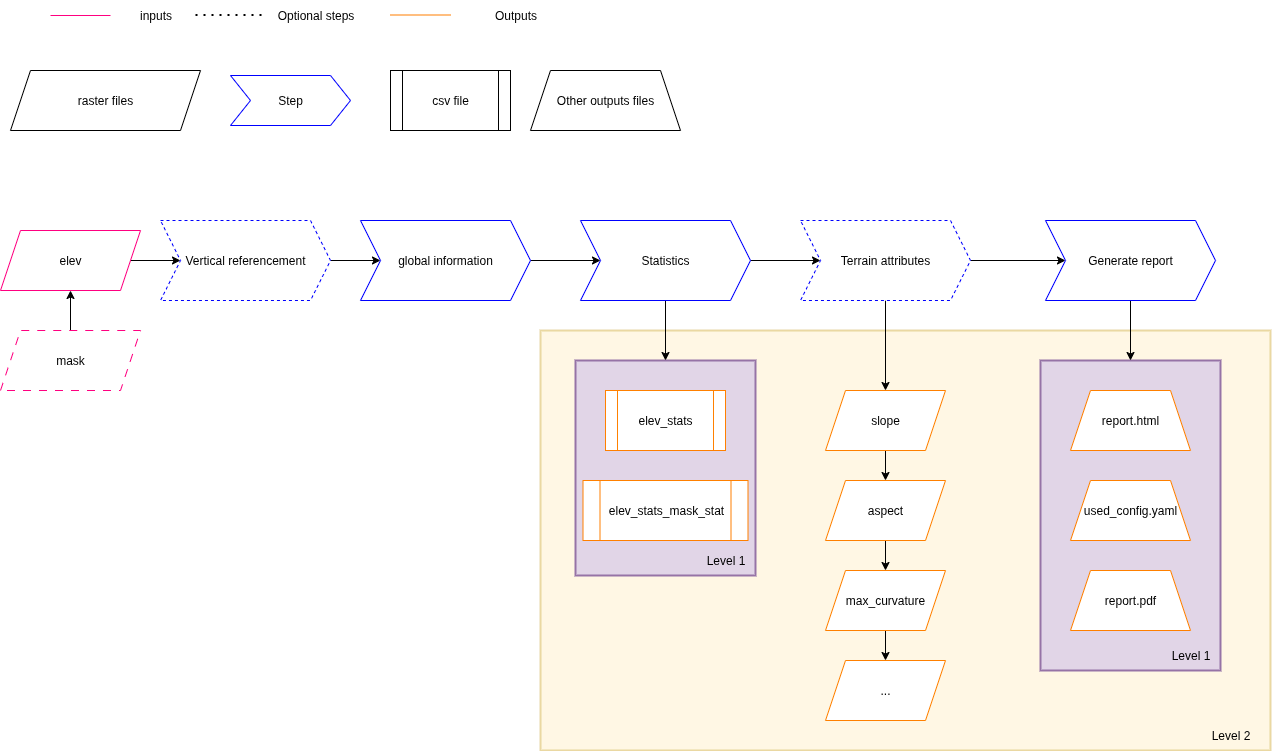 inputs
Optional steps
Outputs
raster files
Step
csv file
Other outputs files
elev
Vertical referencement
global information
Statistics
Terrain attributes
Generate report
mask
elev_stats
elev_stats_mask_stat
Level 1
slope
aspect
max_curvature
...
report.html
used_config.yaml
report.pdf
Level 1
Level 2